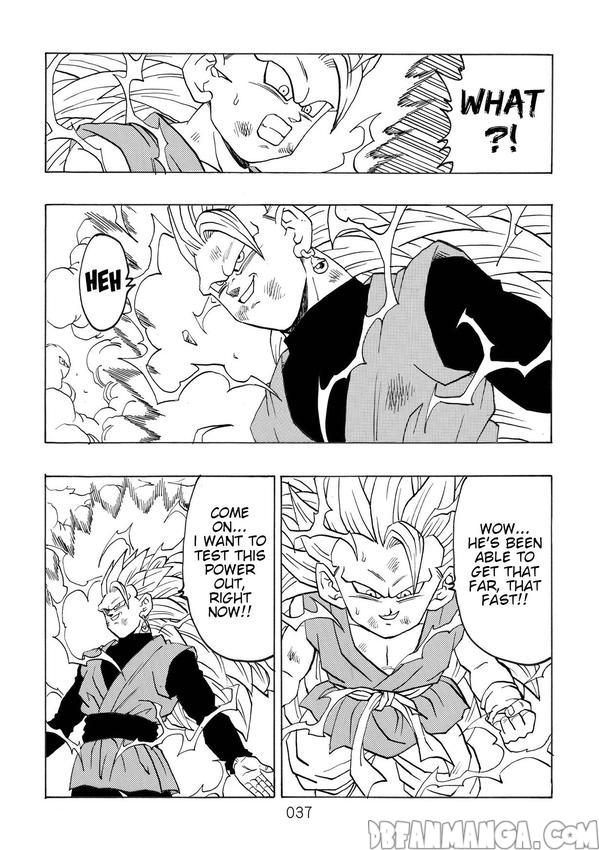 WHAT
?!
HEH
WOW...
HE'S BEEN
ABLE TO
GET THAT
FAR, THAT
FAST!!
COME
ON...
I WANT TO
TEST THIS
POWER
OUT,
RIGHT
NOW!!
037
DBFANMANGA.COM